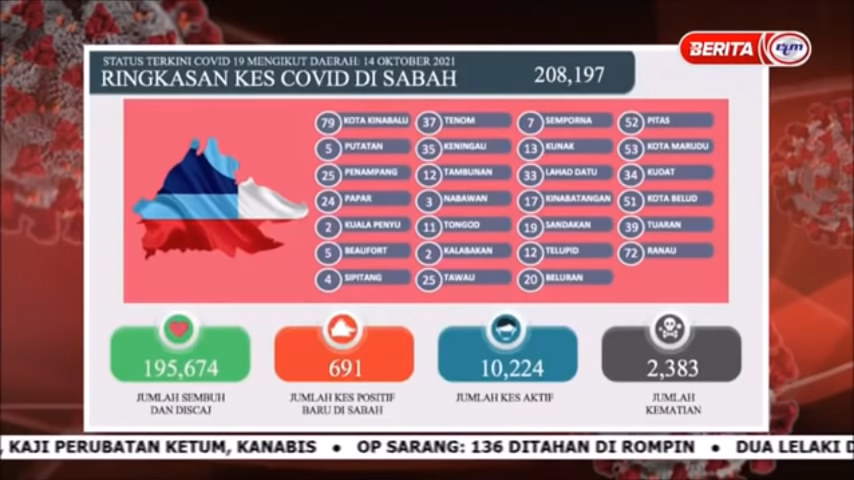 BERITA
STATUS TERKINI COVID 19 MENGIKUT DAERAH: 14 OKTOBER 2021
RINGKASAN KES COVID DI SABAH
208,197
79 KOTA KINABALU
5 PUTATAN
25 PENAMPANG
24 PAPAR
2 KUALA PENYU
5 BEAUFORT
4 SIPITANG
37 TENOM
35 KENINGAU
12 TAMBUNAN
3 NABAWAN
11 TONGOD
2 KALABAKAN
25 TAWAU
7 SEMPORNA
13 KUNAK
33 LAHAD DATU
17 KINABATANGAN
19 SANDAKAN
12 TELUPID
20 BELURAN
52 PITAS
53 KOTA MARUDU
34 KUDAT
51 KOTA BELUD
39 TUARAN
72 RANAU
195,674
JUMLAH SEMBUH
DAN DISCAJ
691
JUMLAH KES POSITIF
BARU DI SABAH
10,224
JUMLAH KES AKTIF
2,383
JUMLAH
KEMATIAN
, KAJI PERUBATAN KETUM, KANABIS • OP SARANG: 136 DITAHAN DI ROMPIN • DUA LELAKI D